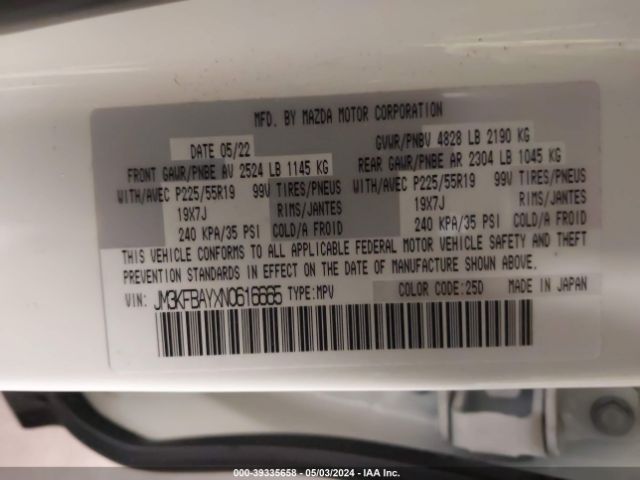 MFD. BY MAZDA MOTOR CORPORATION
DATE 05/22 GVWR/PNBV 4828 LB 2190 KG
FRONT GAWR/PNBE AV 2524 LB 1145 KG REAR GAWR/PNBE AR 2304 LB 1045 KG
WITH/AVEC P225/55R19 99V TIRES/PNEUS WITH/AVEC P225/55R19 99V TIRES/PNEUS
19X7J RIMS/JANTES 19X7J RIMS/JANTES
240 KPA/35 PSI COLD/A FROID 240 KPA/35 PSI COLD/A FROID
THIS VEHICLE CONFORMS TO ALL APPLICABLE FEDERAL MOTOR VEHICLE SAFETY AND THEFT
PREVENTION STANDARDS IN EFFECT ON THE DATE OF MANUFACTURE SHOWN ABOVE.
VIN: JM3KFBAYXN0616665 TYPE:MPV COLOR CODE:25D MADE IN JAPAN
000-39335658 - 05/03/2024 - IAA Inc.